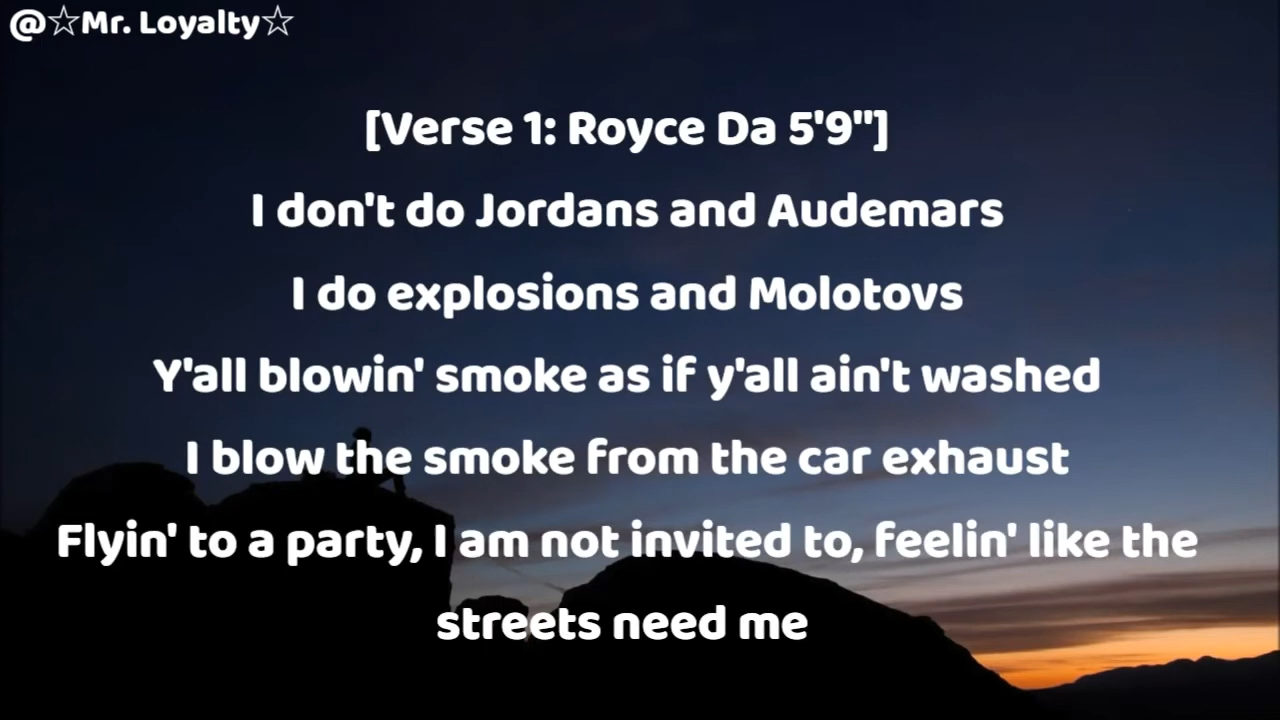 @☆Mr. Loyalty☆
[Verse 1: Royce Da 5'9"]
I don't do Jordans and Audemars
I do explosions and Molotovs
Y'all blowin' smoke as if y'all ain't washed
I blow the smoke from the car exhaust
Flyin' to a party, I am not invited to, feelin' like the
streets need me